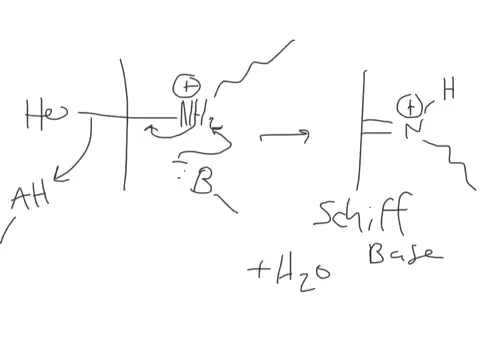 HO
⊕
NH₂
AH
:B
→
⊕
N
H
Schiff
Base
+H₂O